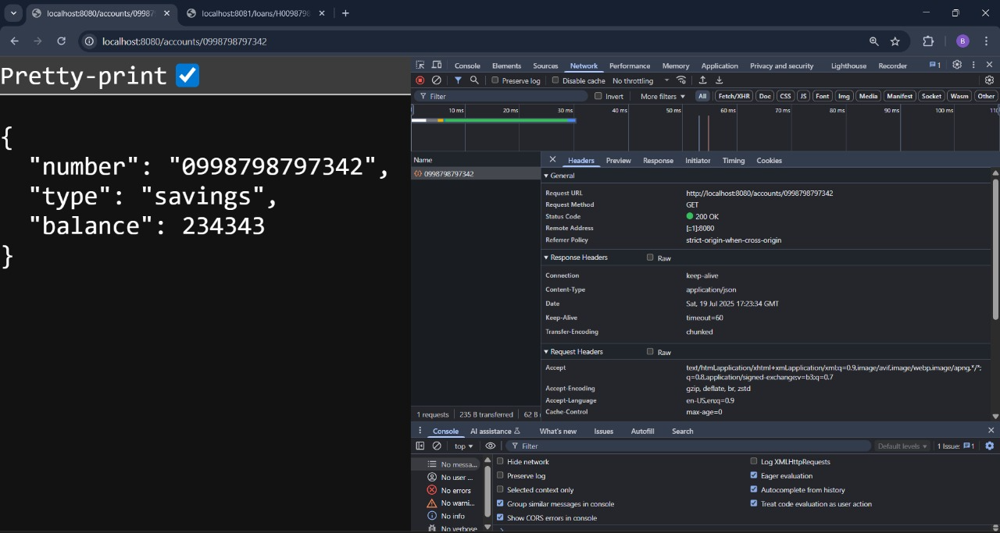 localhost:8080/accounts/09987
localhost:8081/loans/H0098798
localhost:8080/accounts/0998798797342
B
Pretty-print
{
"number": "0998798797342",
"type": "savings",
"balance": 234343
}
Console Elements Sources Network Performance Memory Application Privacy and security Lighthouse Recorder 1
Preserve log Disable cache No throttling
Filter Invert More filters All Fetch/XHR Doc CSS JS Font Img Media Manifest Socket Wasm Other
10 ms 20 ms 30 ms 40 ms 50 ms 60 ms 70 ms 80 ms 90 ms 100 ms 110
Name
0998798797342
Headers Preview Response Initiator Timing Cookies
General
Request URL http://localhost:8080/accounts/0998798797342
Request Method GET
Status Code 200 OK
Remote Address [::1]:8080
Referrer Policy strict-origin-when-cross-origin
Response Headers Raw
Connection keep-alive
Content-Type application/json
Date Sat, 19 Jul 2025 17:23:34 GMT
Keep-Alive timeout=60
Transfer-Encoding chunked
Request Headers Raw
Accept text/html,application/xhtml+xml,application/xml;q=0.9,image/avif,image/webp,image/apng,*/*;
q=0.8,application/signed-exchange;v=b3;q=0.7
Accept-Encoding gzip, deflate, br, zstd
Accept-Language en-US,en;q=0.9
Cache-Control max-age=0
1 requests 235 B transferred 62 B
Console AI assistance What's new Issues Autofill Search
top Filter Default levels 1 Issue: 1
No messa...
No user ...
No errors
No warni...
No info
No verbose
Hide network Log XMLHttpRequests
Preserve log Eager evaluation
Selected context only Autocomplete from history
Group similar messages in console Treat code evaluation as user action
Show CORS errors in console